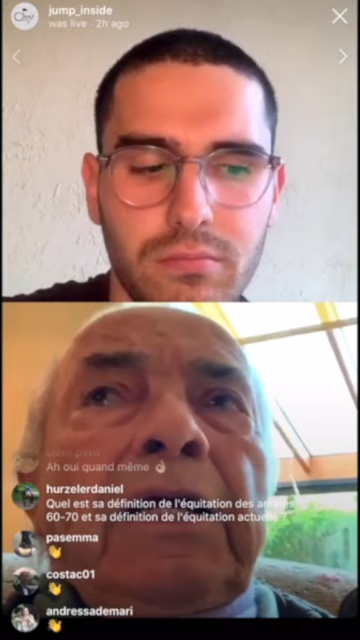 jump_inside
was live · 2h ago
Ah oui quand même 👌🏻
hurzelerdaniel
Quel est sa définition de l'équitation des années
60-70 et sa définition de l'équitation actuelle ?
pasemma
👋
costac01
👋
andressademari
👋